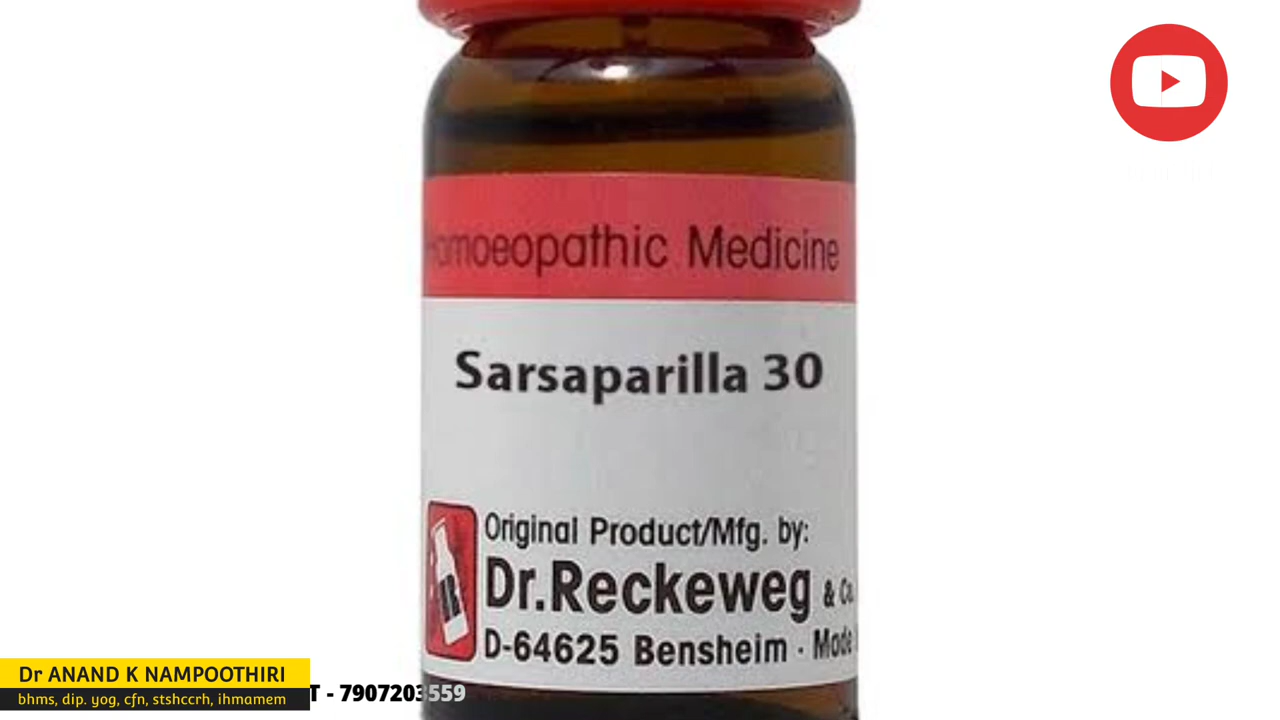 Homoeopathic Medicine
Sarsaparilla 30
Original Product/Mfg. by:
Dr.Reckeweg & Co.
D-64625 Bensheim · Made
Dr ANAND K NAMPOOTHIRI
bhms, dip. yog, cfn, stshccrh, ihmamem
T - 7907203559